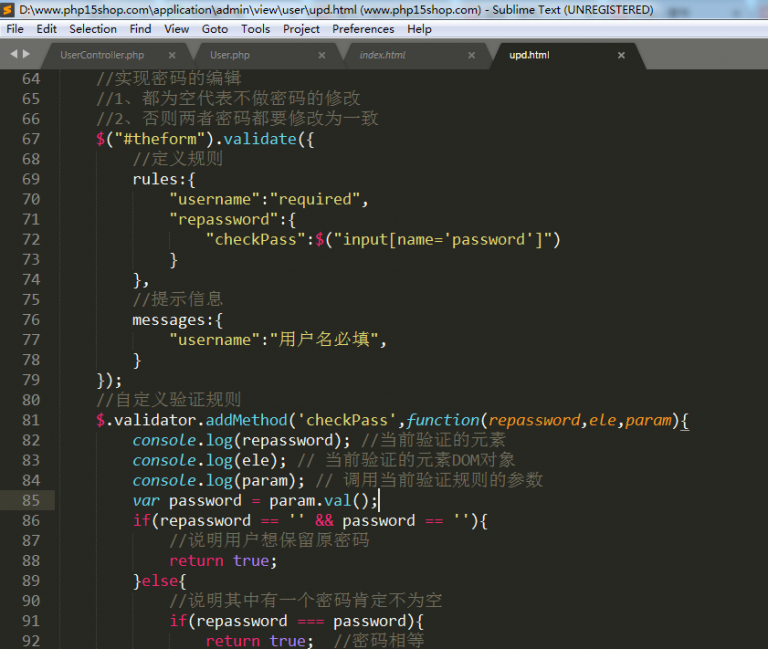 D:\www.php15shop.com\application\admin\view\user\upd.html (www.php15shop.com) - Sublime Text (UNREGISTERED)
File Edit Selection Find View Goto Tools Project Preferences Help
UserController.php × User.php × index.html × upd.html ×
64 //实现密码的编辑
65 //1、都为空代表不做密码的修改
66 //2、否则两者密码都要修改为一致
67 $("#theform").validate({
68 //定义规则
69 rules:{
70 "username":"required",
71 "repassword":{
72 "checkPass":$("input[name='password']")
73 }
74 },
75 //提示信息
76 messages:{
77 "username":"用户名必填",
78 }
79 });
80 //自定义验证规则
81 $.validator.addMethod('checkPass',function(repassword,ele,param){
82 console.log(repassword); //当前验证的元素
83 console.log(ele); // 当前验证的元素DOM对象
84 console.log(param); // 调用当前验证规则的参数
85 var password = param.val();
86 if(repassword == '' && password == ''){
87 //说明用户想保留原密码
88 return true;
89 }else{
90 //说明其中有一个密码肯定不为空
91 if(repassword === password){
92 return true; //密码相等